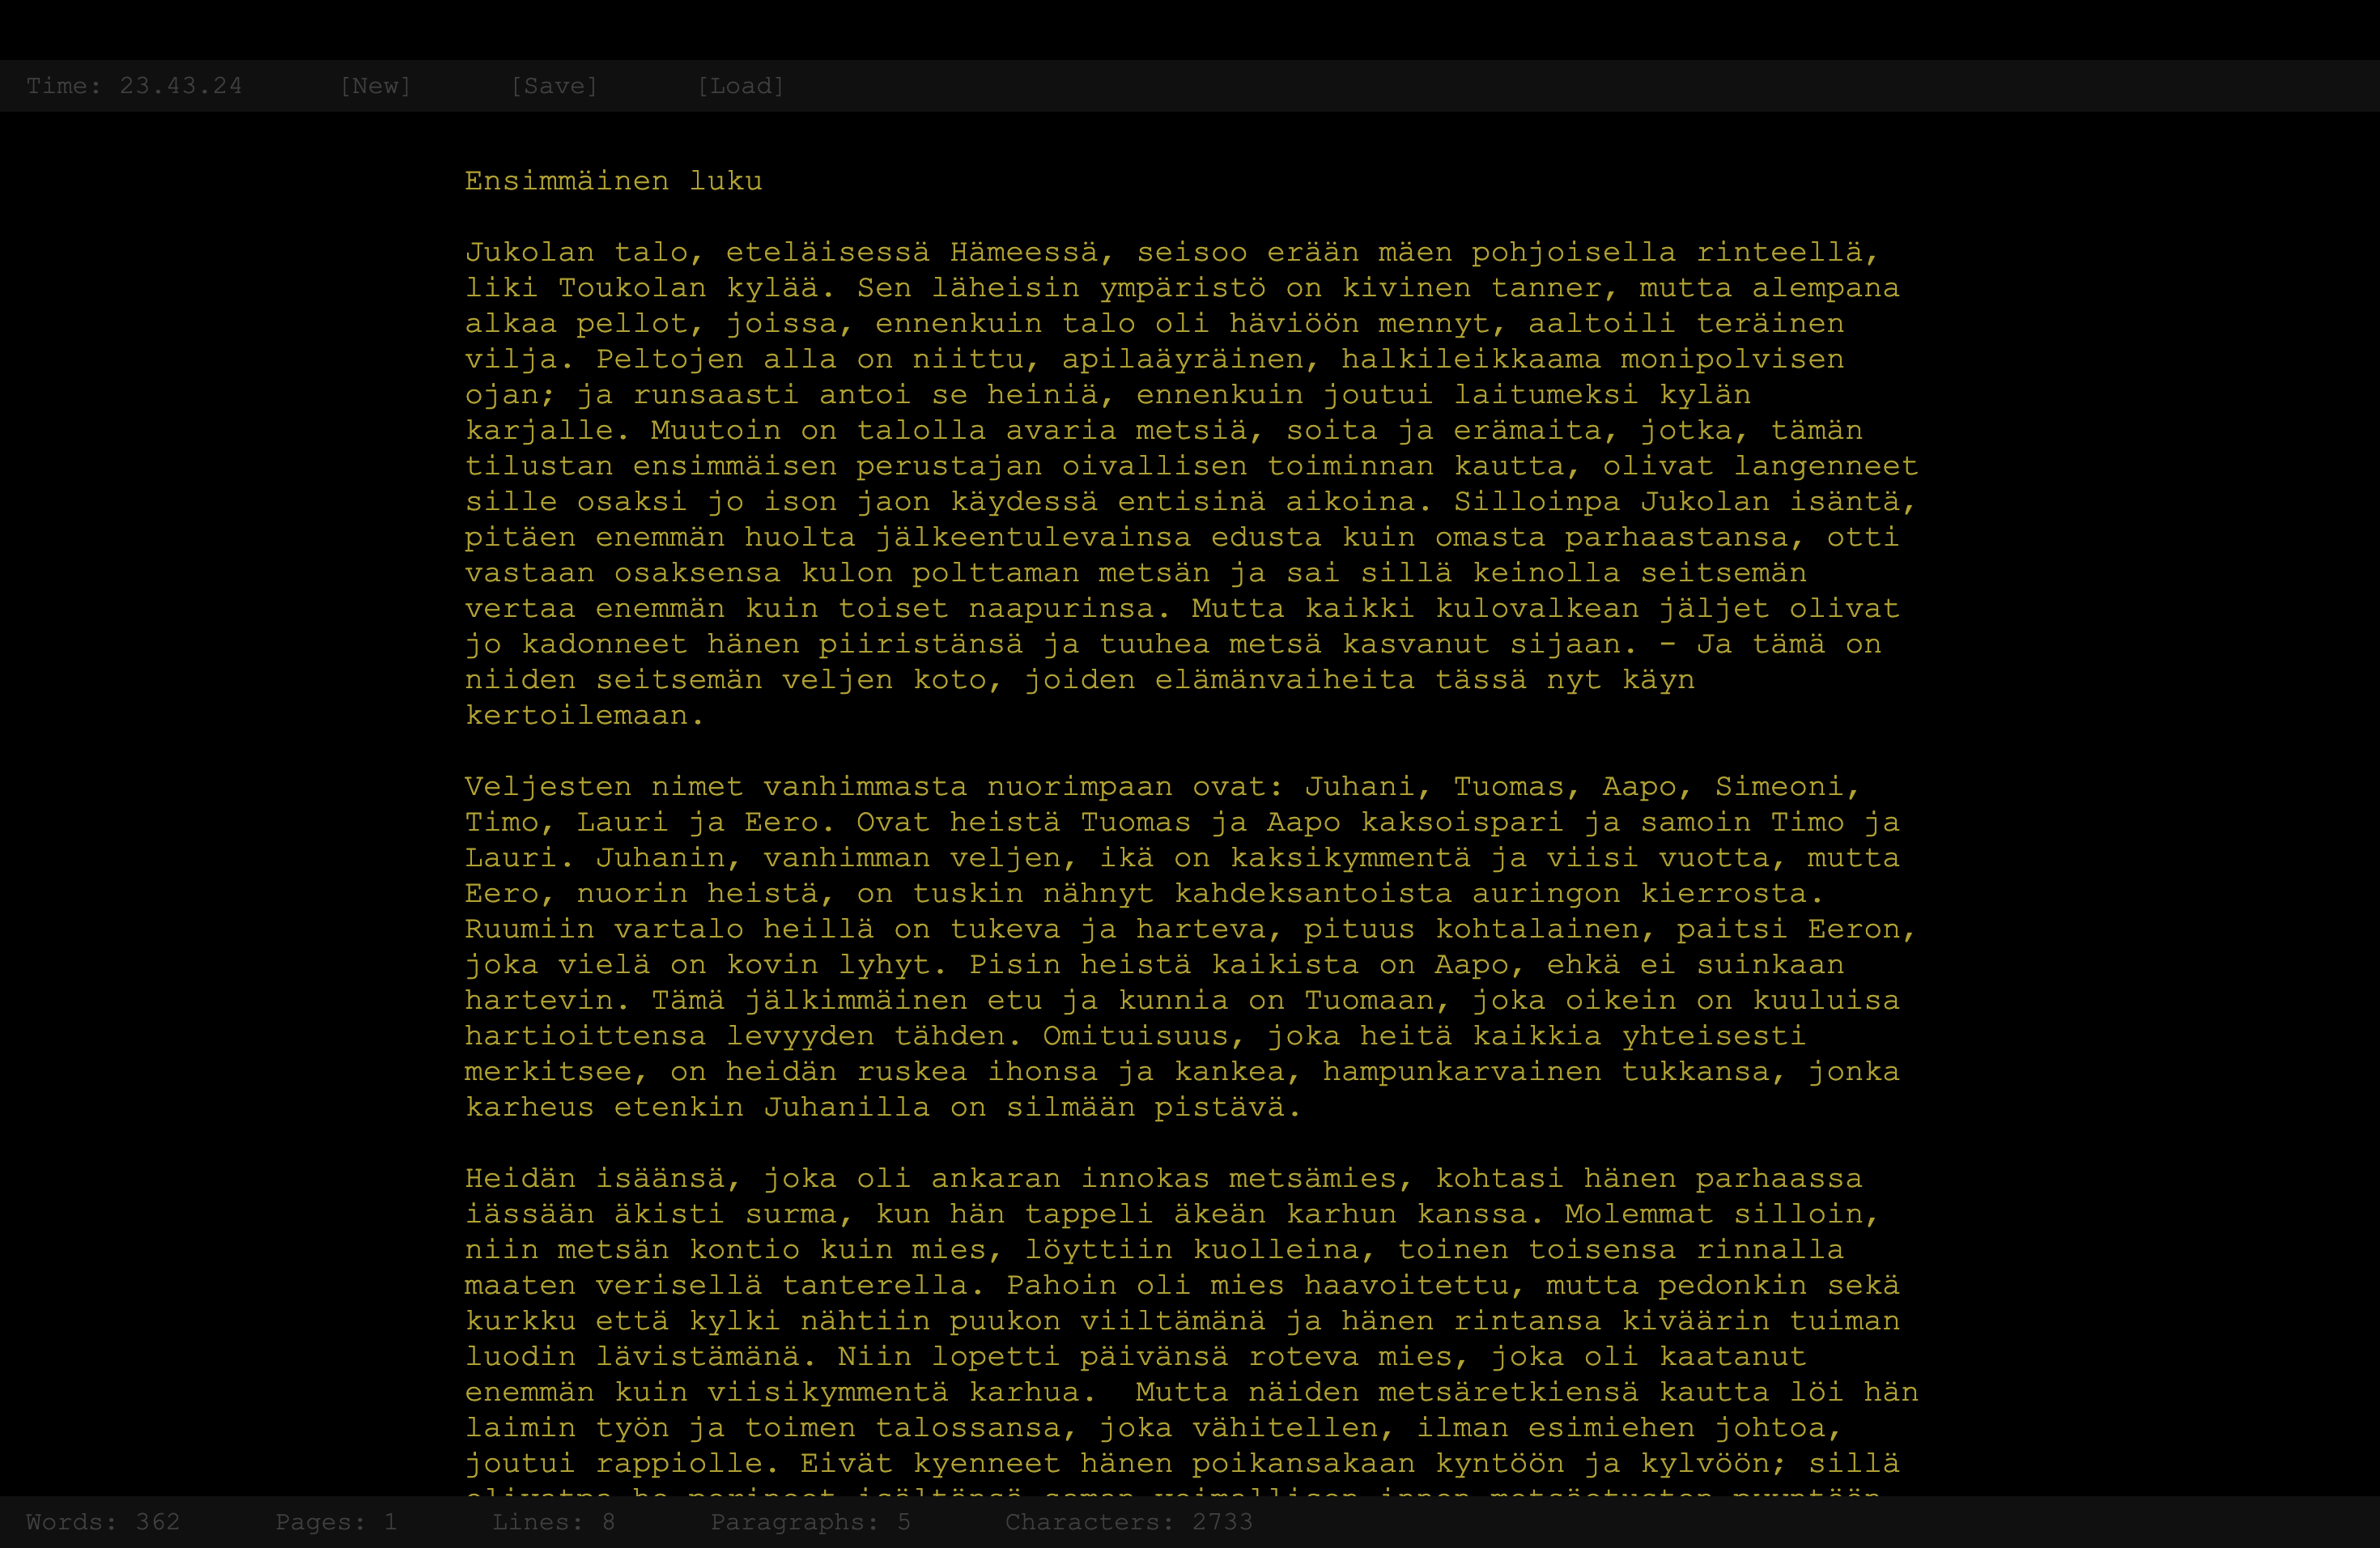 Time: 23.43.24 [New] [Save] [Load]
Ensimmäinen luku
Jukolan talo, eteläisessä Hämeessä, seisoo erään mäen pohjoisella rinteellä,
liki Toukolan kylää. Sen läheisin ympäristö on kivinen tanner, mutta alempana
alkaa pellot, joissa, ennenkuin talo oli häviöön mennyt, aaltoili teräinen
vilja. Peltojen alla on niittu, apilaäyräinen, halkileikkaama monipolvisen
ojan; ja runsaasti antoi se heiniä, ennenkuin joutui laitumeksi kylän
karjalle. Muutoin on talolla avaria metsiä, soita ja erämaita, jotka, tämän
tilustan ensimmäisen perustajan oivallisen toiminnan kautta, olivat langenneet
sille osaksi jo ison jaon käydessä entisinä aikoina. Silloinpa Jukolan isäntä,
pitäen enemmän huolta jälkeentulevainsa edusta kuin omasta parhaastansa, otti
vastaan osaksensa kulon polttaman metsän ja sai sillä keinolla seitsemän
vertaa enemmän kuin toiset naapurinsa. Mutta kaikki kulovalkean jäljet olivat
jo kadonneet hänen piiristänsä ja tuuhea metsä kasvanut sijaan. - Ja tämä on
niiden seitsemän veljen koto, joiden elämänvaiheita tässä nyt käyn
kertoilemaan.
Veljesten nimet vanhimmasta nuorimpaan ovat: Juhani, Tuomas, Aapo, Simeoni,
Timo, Lauri ja Eero. Ovat heistä Tuomas ja Aapo kaksoispari ja samoin Timo ja
Lauri. Juhanin, vanhimman veljen, ikä on kaksikymmentä ja viisi vuotta, mutta
Eero, nuorin heistä, on tuskin nähnyt kahdeksantoista auringon kierrosta.
Ruumiin vartalo heillä on tukeva ja harteva, pituus kohtalainen, paitsi Eeron,
joka vielä on kovin lyhyt. Pisin heistä kaikista on Aapo, ehkä ei suinkaan
hartevin. Tämä jälkimmäinen etu ja kunnia on Tuomaan, joka oikein on kuuluisa
hartioittensa levyyden tähden. Omituisuus, joka heitä kaikkia yhteisesti
merkitsee, on heidän ruskea ihonsa ja kankea, hampunkarvainen tukkansa, jonka
karheus etenkin Juhanilla on silmään pistävä.
Heidän isäänsä, joka oli ankaran innokas metsämies, kohtasi hänen parhaassa
iässään äkisti surma, kun hän tappeli äkeän karhun kanssa. Molemmat silloin,
niin metsän kontio kuin mies, löyttiin kuolleina, toinen toisensa rinnalla
maaten verisellä tanterella. Pahoin oli mies haavoitettu, mutta pedonkin sekä
kurkku että kylki nähtiin puukon viiltämänä ja hänen rintansa kiväärin tuiman
luodin lävistämänä. Niin lopetti päivänsä roteva mies, joka oli kaatanut
enemmän kuin viisikymmentä karhua.  Mutta näiden metsäretkiensä kautta löi hän
laimin työn ja toimen talossansa, joka vähitellen, ilman esimiehen johtoa,
joutui rappiolle. Eivät kyenneet hänen poikansakaan kyntöön ja kylvöön; sillä
Words: 362 Pages: 1 Lines: 8 Paragraphs: 5 Characters: 2733